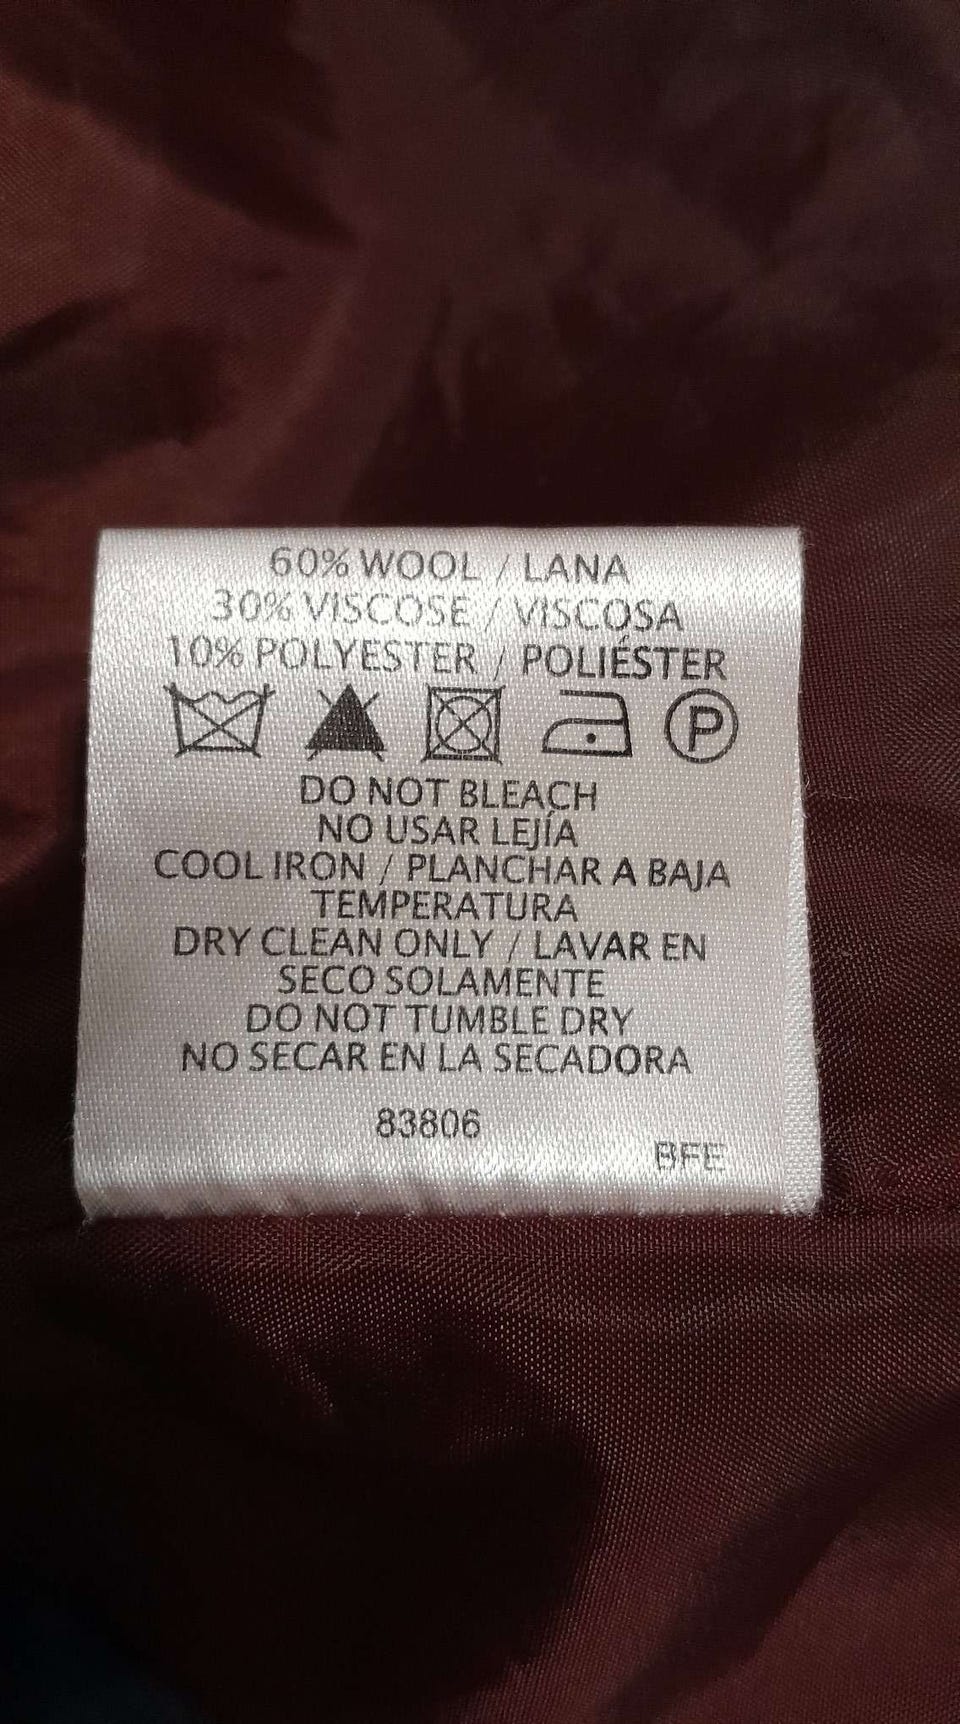 60% WOOL / LANA
30% VISCOSE / VISCOSA
10% POLYESTER / POLIÉSTER
P
DO NOT BLEACH
NO USAR LEJÍA
COOL IRON / PLANCHAR A BAJA
TEMPERATURA
DRY CLEAN ONLY / LAVAR EN
SECO SOLAMENTE
DO NOT TUMBLE DRY
NO SECAR EN LA SECADORA
83806
BFE